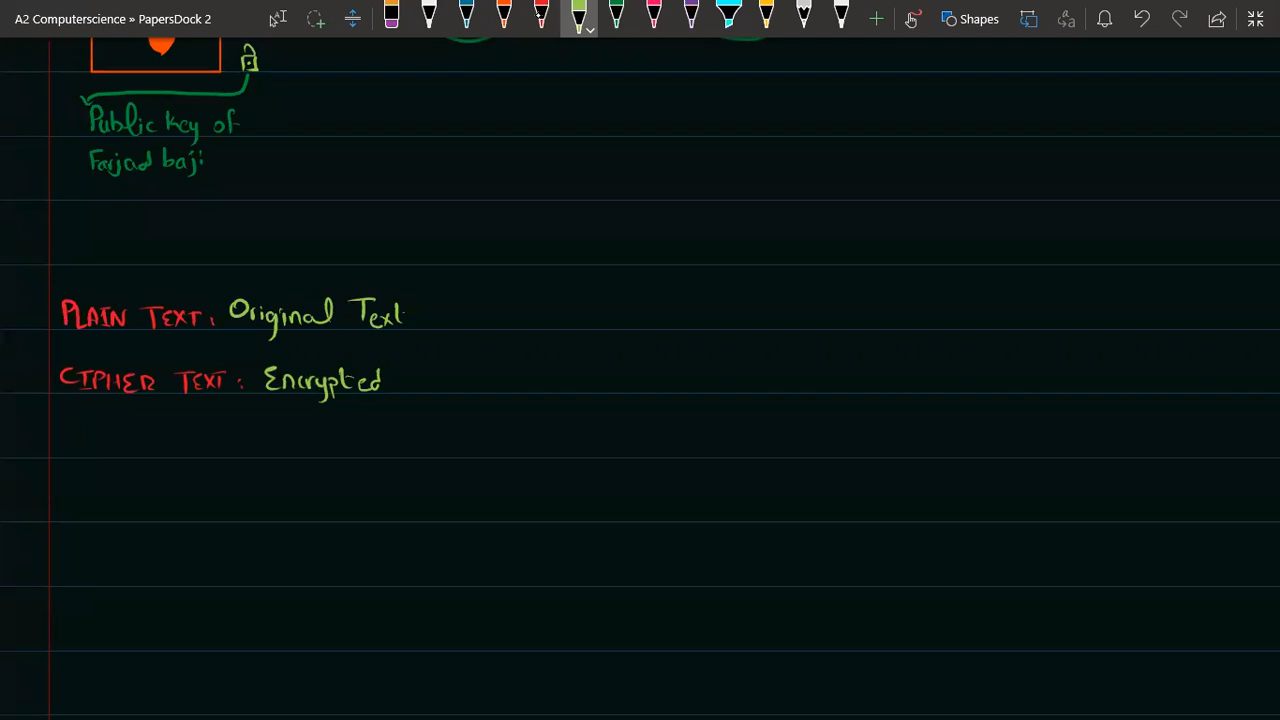 A2 Computerscience » PapersDock 2
Shapes
Public key of
Farjad baji
PLAIN TEXT: Original Text
CIPHER TEXT: Encrypted